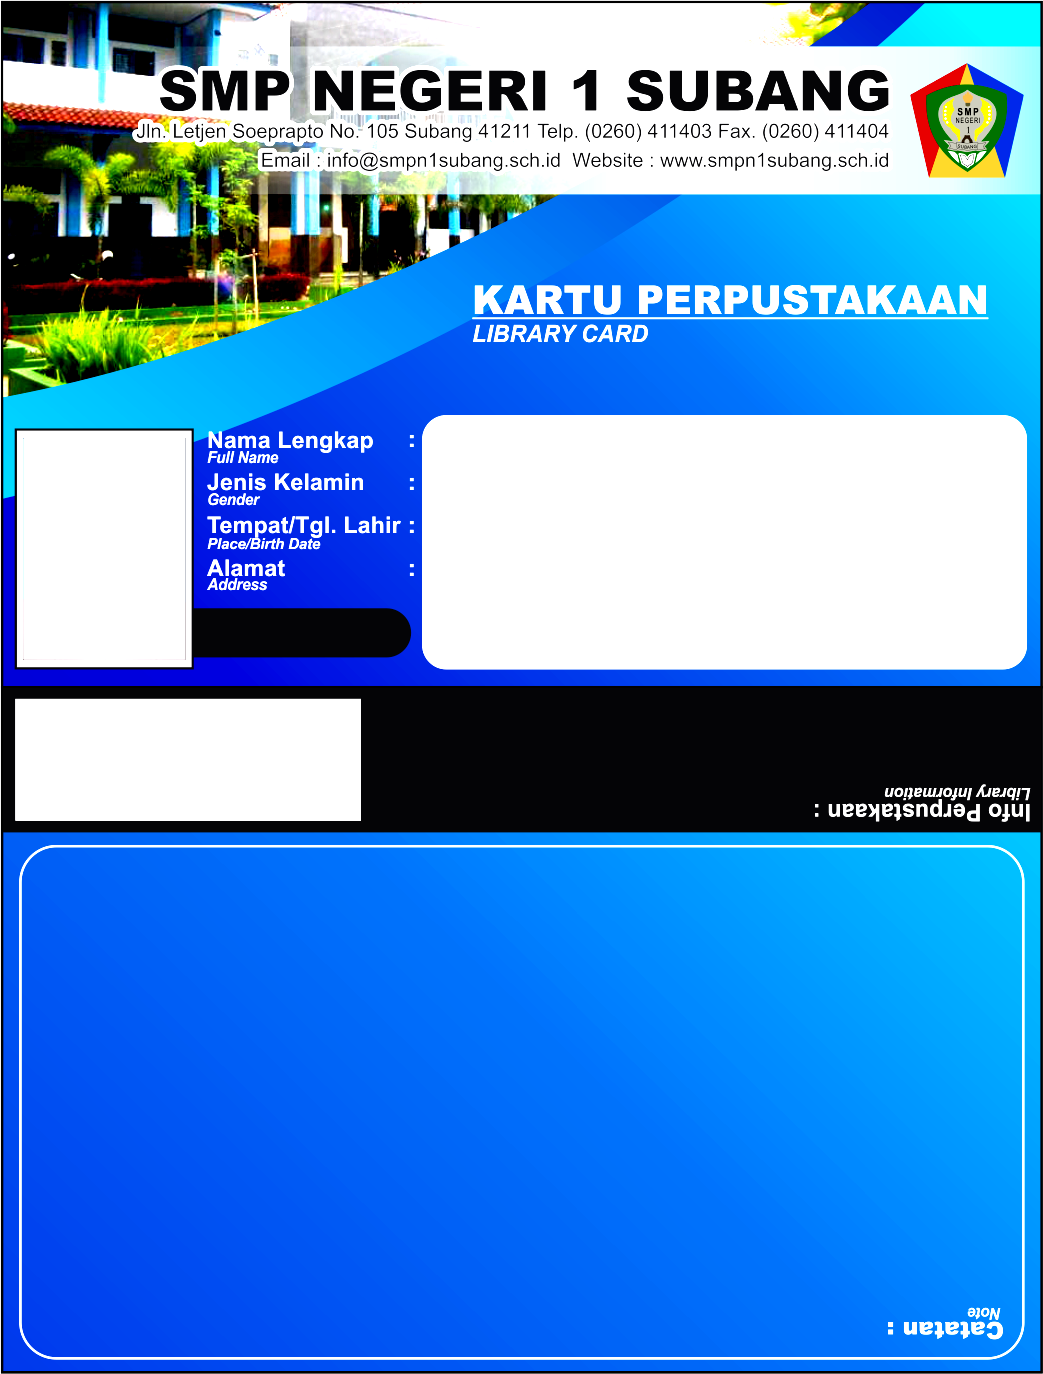 SMP NEGERI 1 SUBANG
Jln. Letjen Soeprapto No. 105 Subang 41211 Telp. (0260) 411403 Fax. (0260) 411404
Email : info@smpn1subang.sch.id  Website : www.smpn1subang.sch.id
SMP
NEGERI
1
SUBANG
KARTU PERPUSTAKAAN
LIBRARY CARD
Nama Lengkap :
Full Name
Jenis Kelamin :
Gender
Tempat/Tgl. Lahir :
Place/Birth Date
Alamat :
Address
Info Perpustakaan :
Library Information
Catatan :
Note